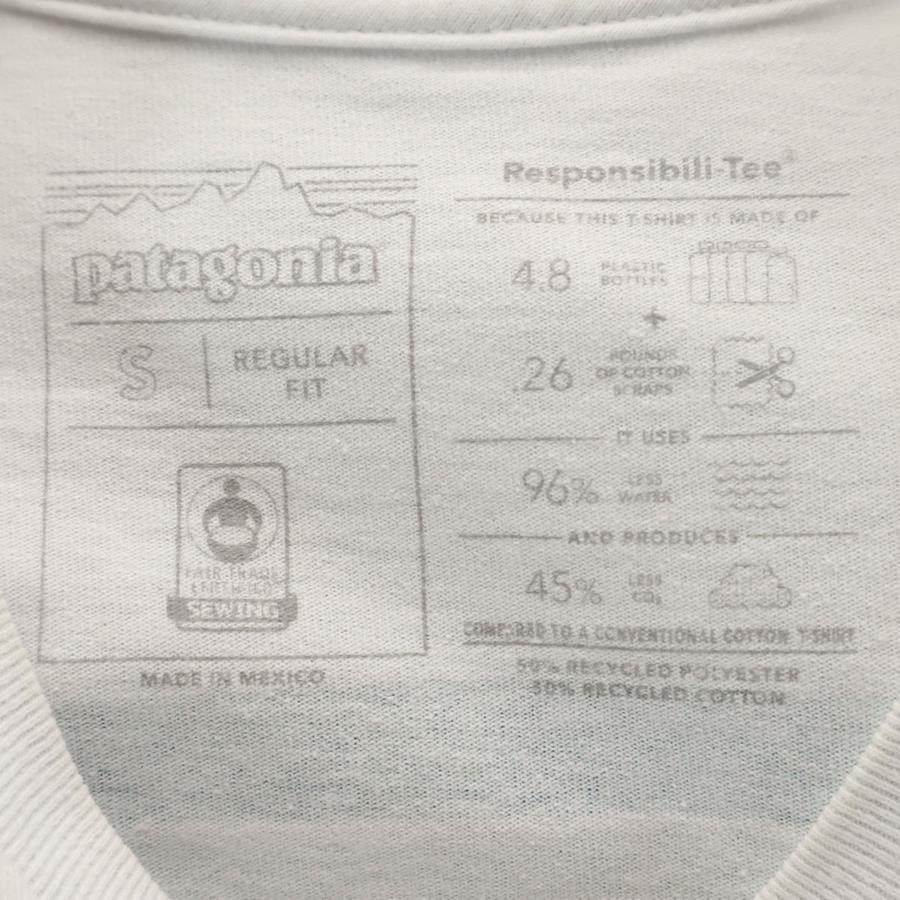 patagonia
S
REGULAR
FIT
FAIR TRADE
CERTIFIED
SEWING
MADE IN MEXICO
Responsibili-Tee®
BECAUSE THIS T-SHIRT IS MADE OF
4.8 PLASTIC
BOTTLES
+
.26 POUNDS
OF COTTON
SCRAPS
IT USES
96% LESS
WATER
AND PRODUCES
45% LESS
CO₂
COMPARED TO A CONVENTIONAL COTTON T-SHIRT
50% RECYCLED POLYESTER
50% RECYCLED COTTON